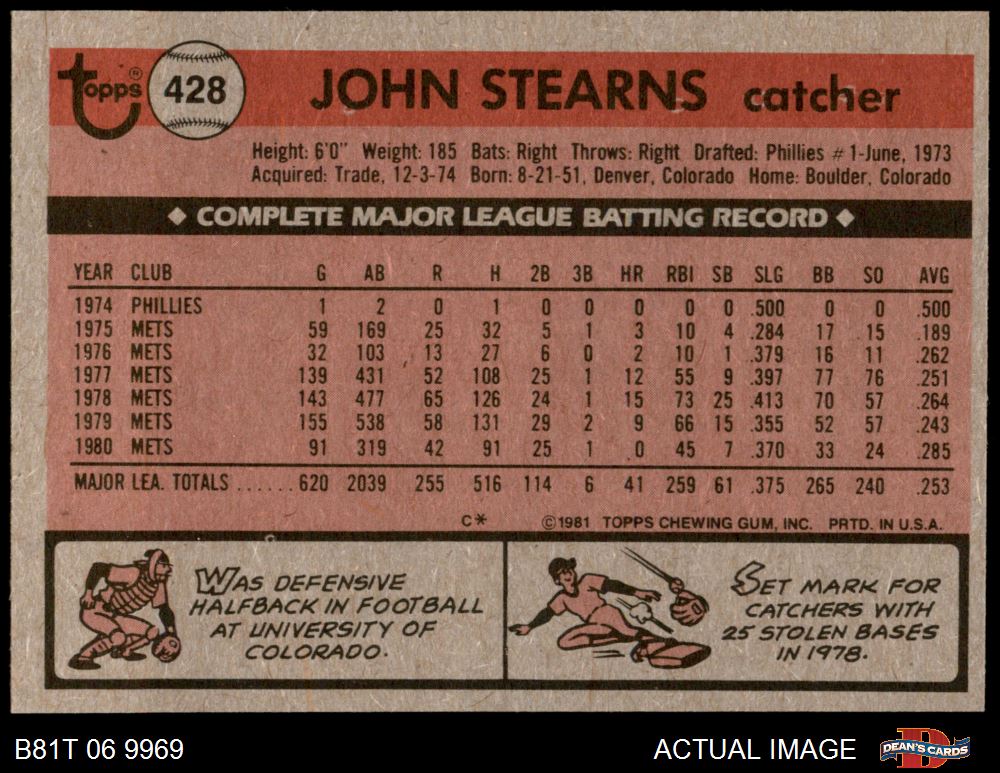 topps® 428 JOHN STEARNS catcher
Height: 6'0" Weight: 185 Bats: Right Throws: Right Drafted: Phillies #1-June, 1973
Acquired: Trade, 12-3-74 Born: 8-21-51, Denver, Colorado Home: Boulder, Colorado
◆ COMPLETE MAJOR LEAGUE BATTING RECORD ◆
YEAR CLUB G AB R H 2B 3B HR RBI SB SLG BB SO AVG
1974 PHILLIES 1 2 0 1 0 0 0 0 0 .500 0 0 .500
1975 METS 59 169 25 32 5 1 3 10 4 .284 17 15 .189
1976 METS 32 103 13 27 6 0 2 10 1 .379 16 11 .262
1977 METS 139 431 52 108 25 1 12 55 9 .397 77 76 .251
1978 METS 143 477 65 126 24 1 15 73 25 .413 70 57 .264
1979 METS 155 538 58 131 29 2 9 66 15 .355 52 57 .243
1980 METS 91 319 42 91 25 1 0 45 7 .370 33 24 .285
MAJOR LEA. TOTALS ...... 620 2039 255 516 114 6 41 259 61 .375 265 240 .253
C* ©1981 TOPPS CHEWING GUM, INC. PRTD. IN U.S.A.
WAS DEFENSIVE
HALFBACK IN FOOTBALL
AT UNIVERSITY OF
COLORADO.
SET MARK FOR
CATCHERS WITH
25 STOLEN BASES
IN 1978.
B81T 06 9969 ACTUAL IMAGE DEAN'S CARDS